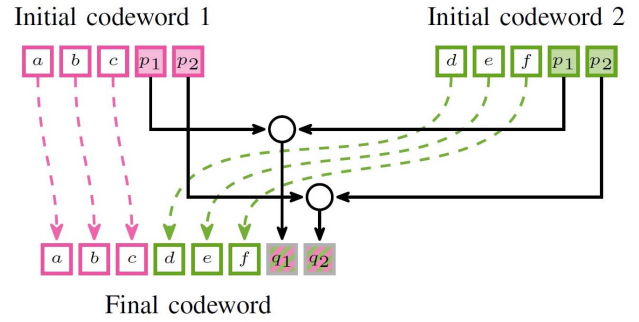 Initial codeword 1 Initial codeword 2
a b c p1 p2 d e f p1 p2
a b c d e f q1 q2
Final codeword